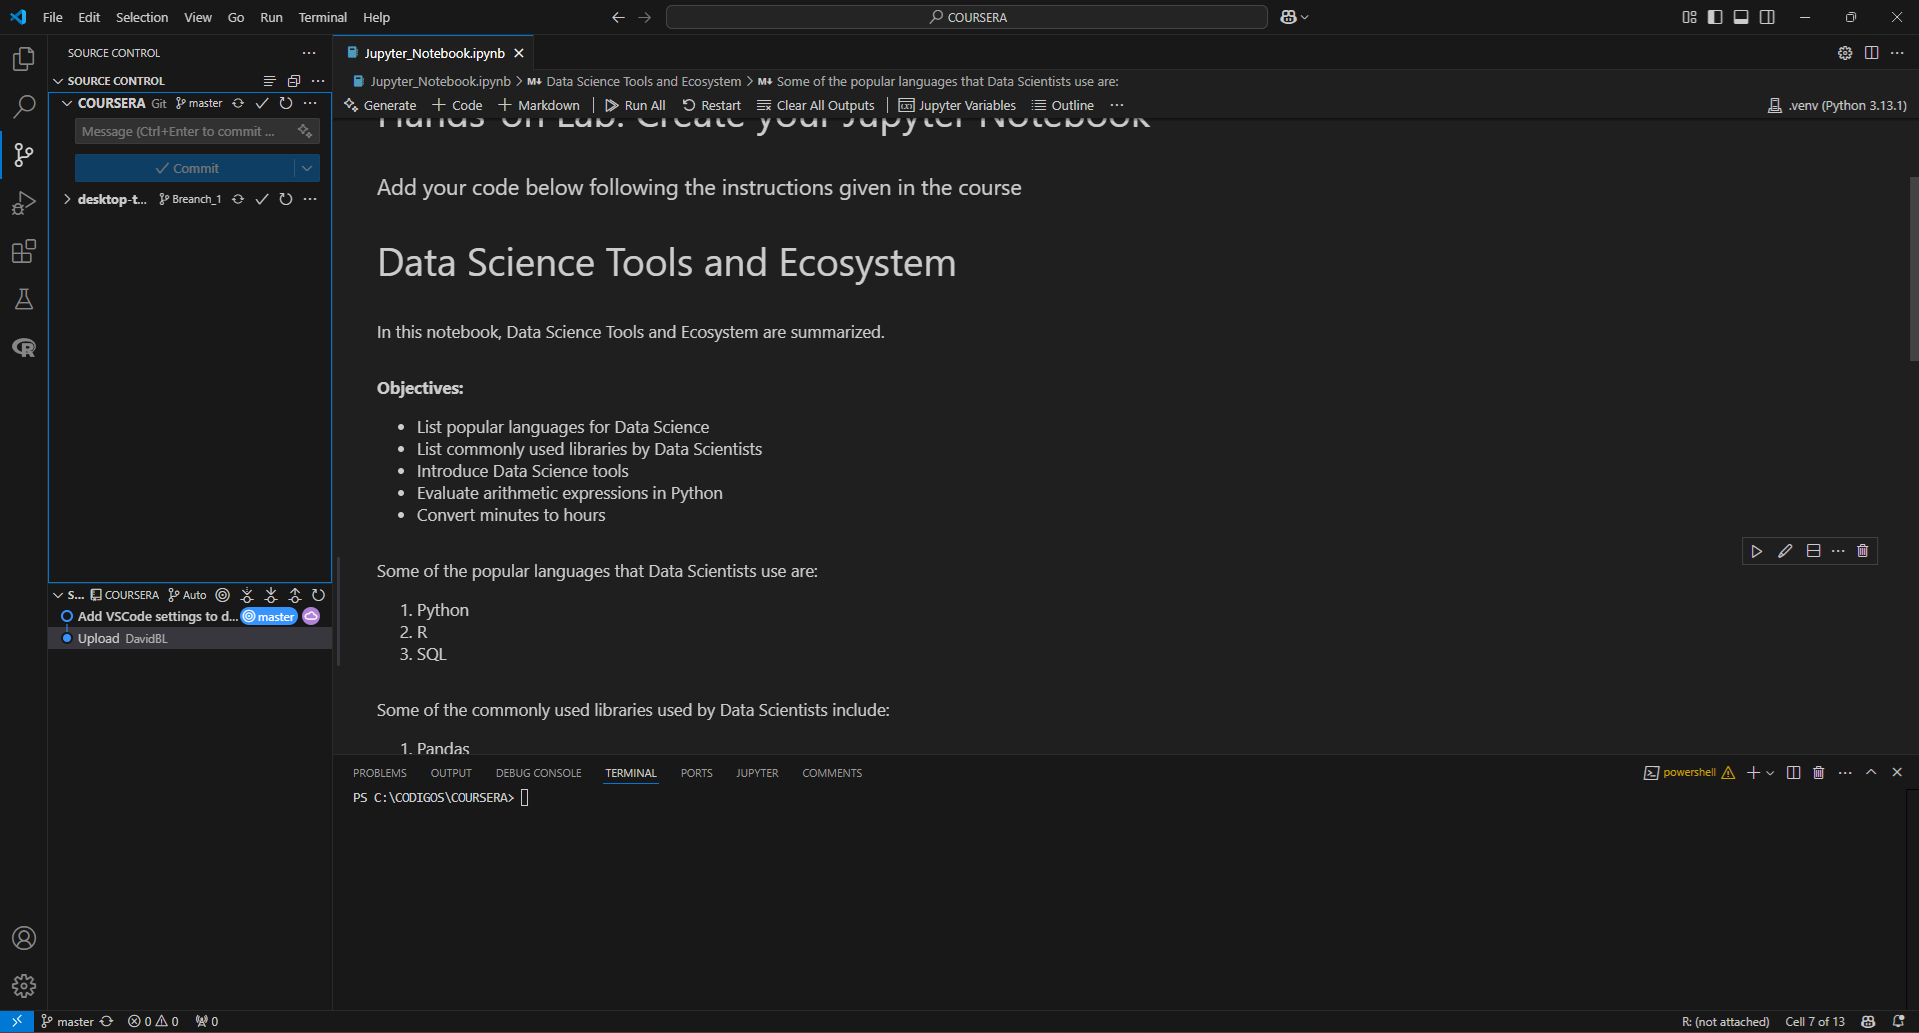 File Edit Selection View Go Run Terminal Help
COURSERA
SOURCE CONTROL
SOURCE CONTROL
COURSERA Git master
Message (Ctrl+Enter to commit ...
Commit
desktop-t... Breanch_1
S... COURSERA Auto
Add VSCode settings to d... master
Upload DavidBL
Jupyter_Notebook.ipynb
Jupyter_Notebook.ipynb > M↓ Data Science Tools and Ecosystem > M↓ Some of the popular languages that Data Scientists use are:
Generate + Code + Markdown Run All Restart Clear All Outputs Jupyter Variables Outline ...
.venv (Python 3.13.1)
Hands-on Lab: Create your Jupyter Notebook
Add your code below following the instructions given in the course
Data Science Tools and Ecosystem
In this notebook, Data Science Tools and Ecosystem are summarized.
Objectives:
• List popular languages for Data Science
• List commonly used libraries by Data Scientists
• Introduce Data Science tools
• Evaluate arithmetic expressions in Python
• Convert minutes to hours
Some of the popular languages that Data Scientists use are:
1. Python
2. R
3. SQL
Some of the commonly used libraries used by Data Scientists include:
1. Pandas
PROBLEMS OUTPUT DEBUG CONSOLE TERMINAL PORTS JUPYTER COMMENTS
powershell
PS C:\CODIGOS\COURSERA>
master 0 0 0
R: (not attached) Cell 7 of 13